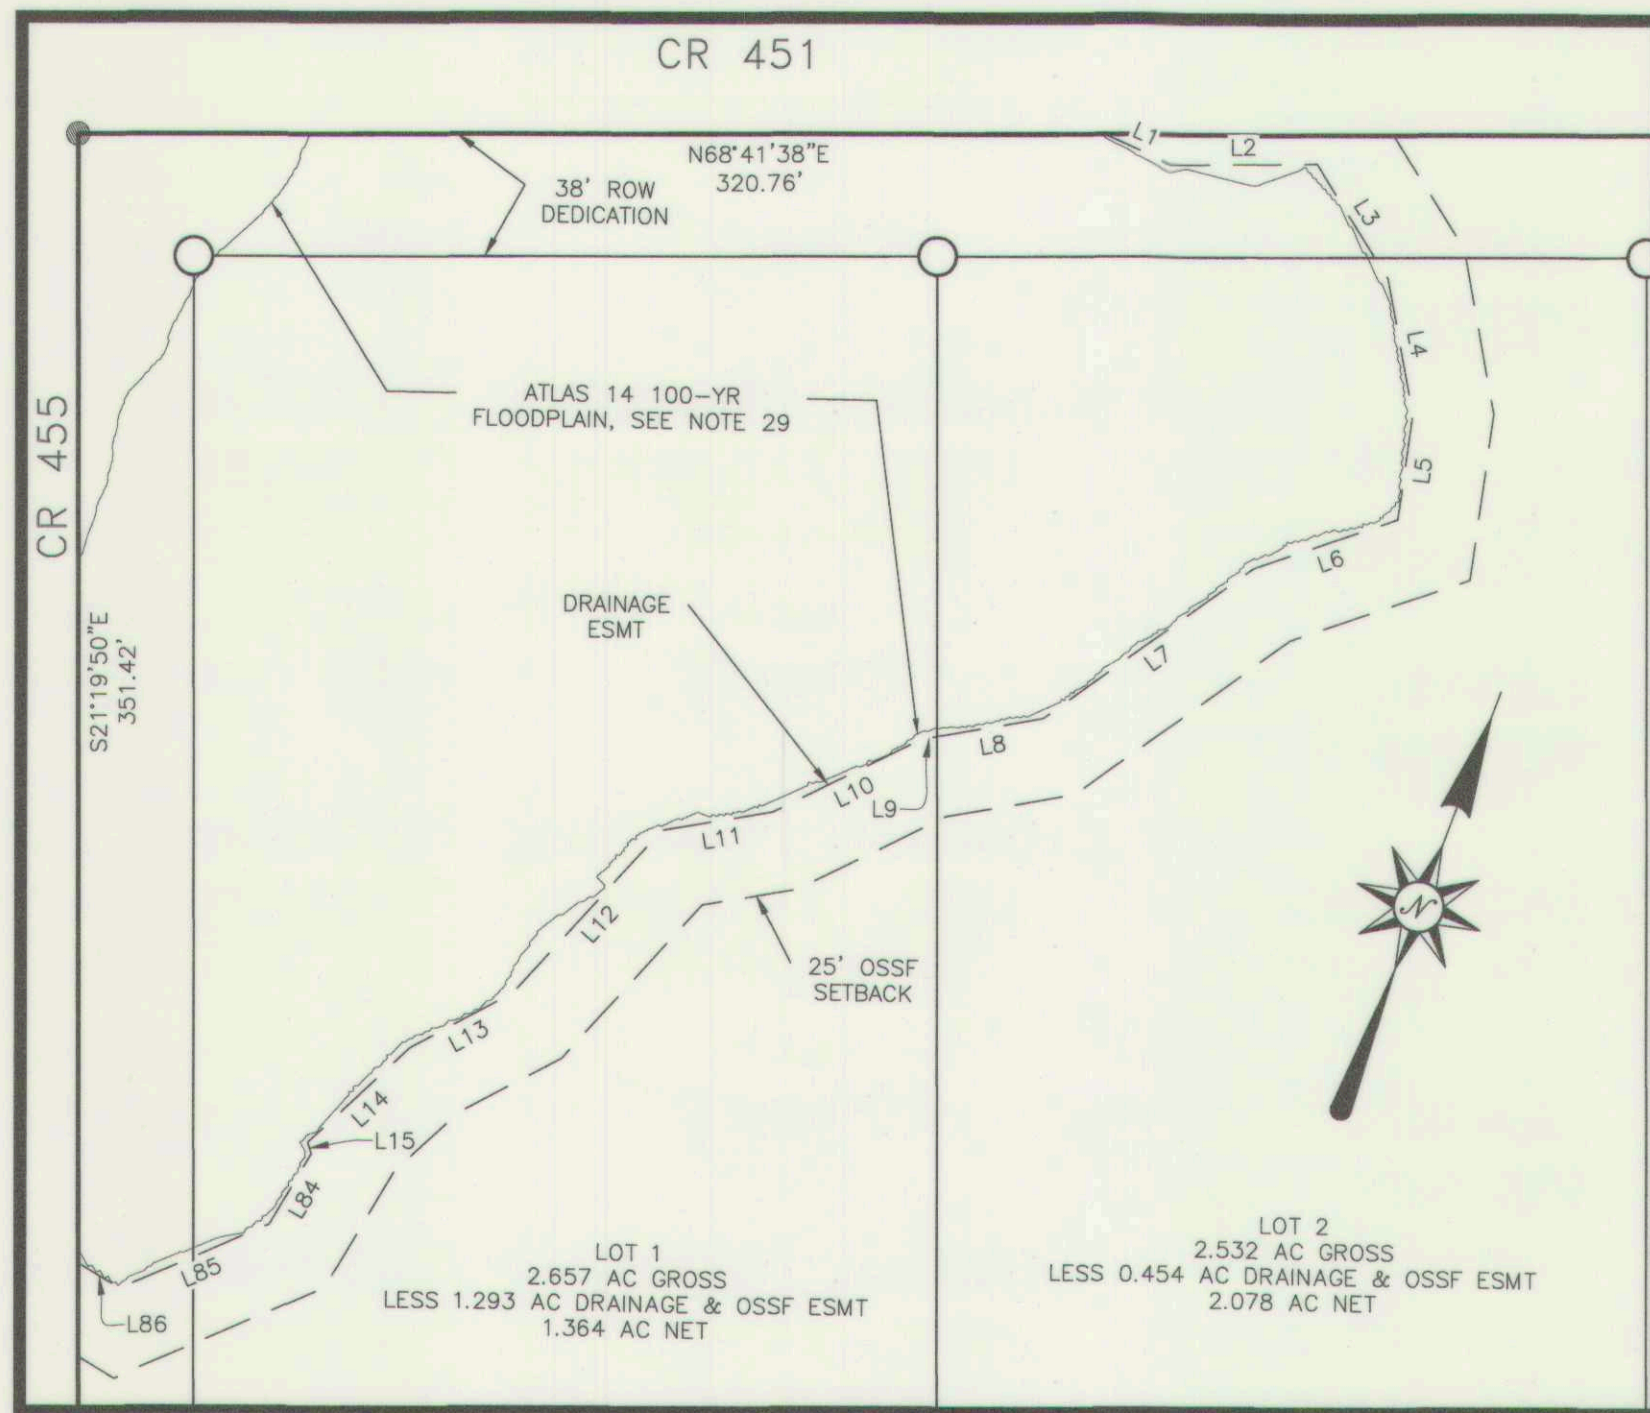 CR 451
L1
L2
N68°41'38"E
320.76'
38' ROW
DEDICATION
L3
L4
ATLAS 14 100-YR
FLOODPLAIN, SEE NOTE 29
CR 455
L5
L6
DRAINAGE
ESMT
S21°19'50"E
351.42'
L7
L8
L9
L10
L11
L12
25' OSSF
SETBACK
N
L13
L14
L15
L84
L85
L86
LOT 1
2.657 AC GROSS
LESS 1.293 AC DRAINAGE & OSSF ESMT
1.364 AC NET
LOT 2
2.532 AC GROSS
LESS 0.454 AC DRAINAGE & OSSF ESMT
2.078 AC NET